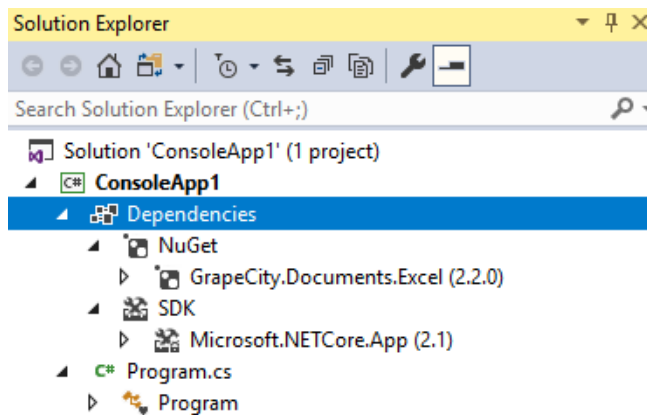 Solution Explorer
Search Solution Explorer (Ctrl+;)
Solution 'ConsoleApp1' (1 project)
C# ConsoleApp1
Dependencies
NuGet
GrapeCity.Documents.Excel (2.2.0)
SDK
Microsoft.NETCore.App (2.1)
C# Program.cs
Program